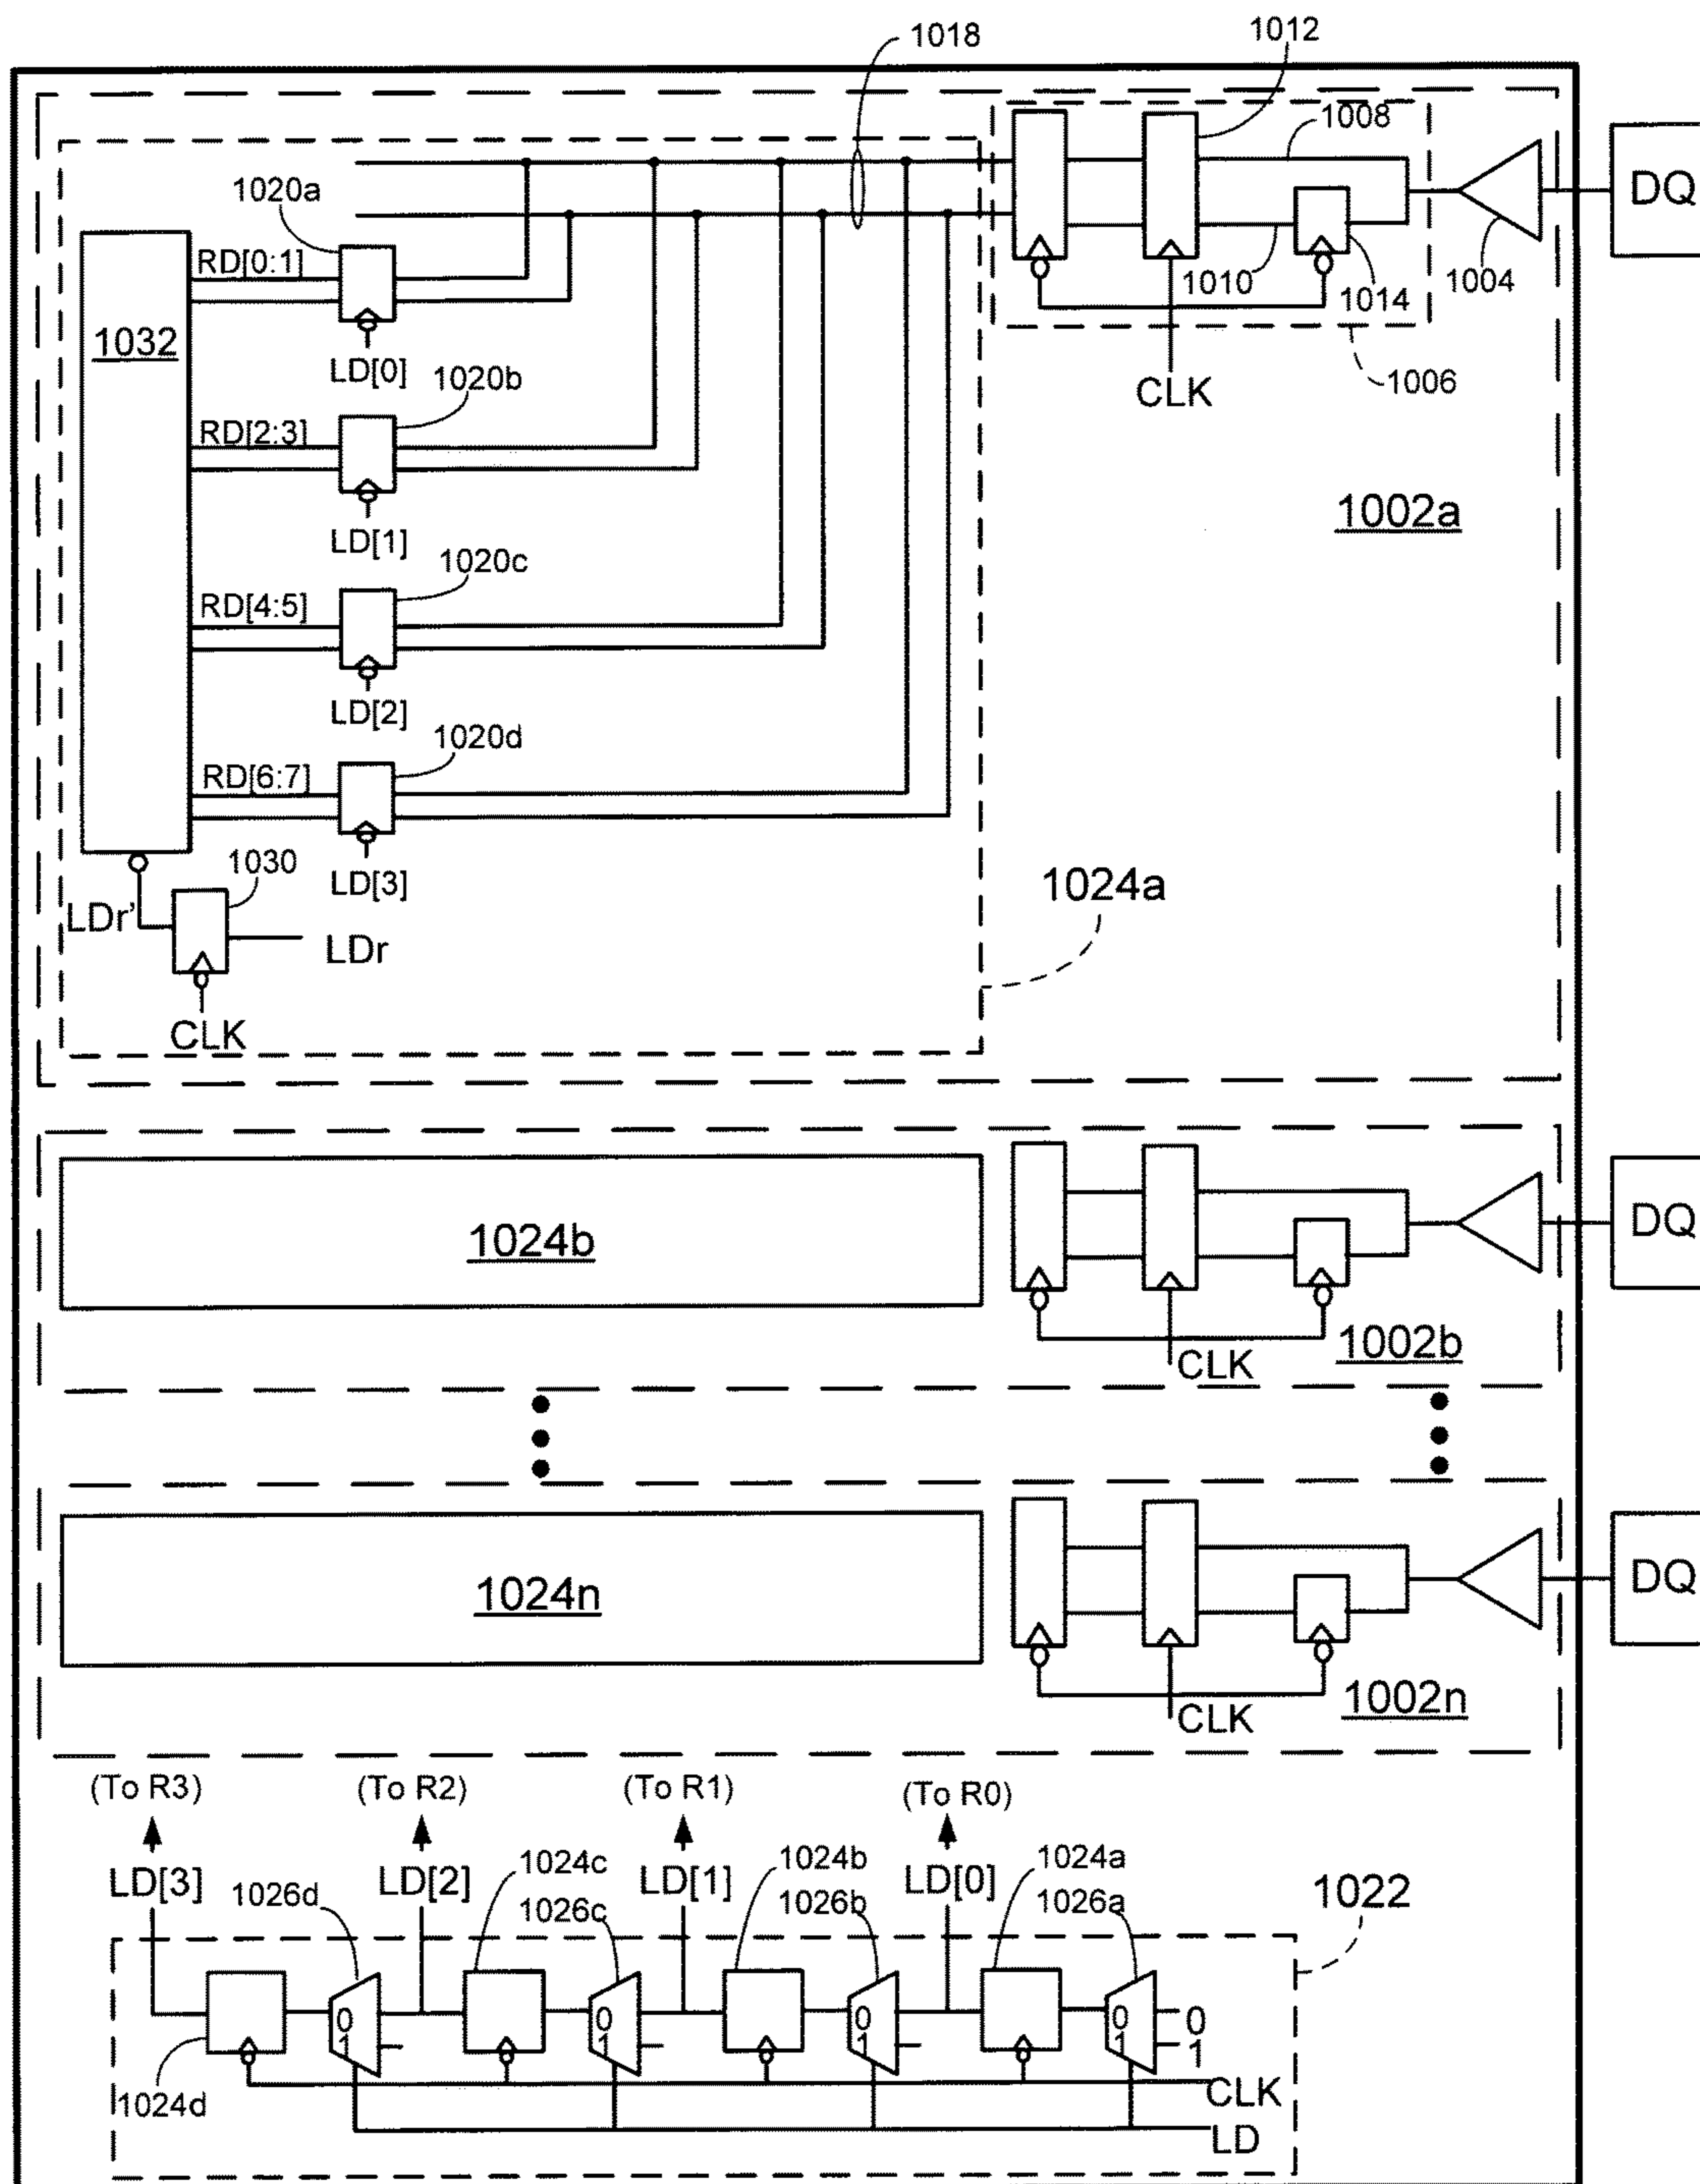 1018
1012
1008
DQ
1020a
RD[0:1]
1010
1014
1004
1032
LD[0]
1020b
CLK
1006
RD[2:3]
1002a
LD[1]
1020c
RD[4:5]
LD[2]
1020d
RD[6:7]
LD[3]
1030
1024a
LDr'
LDr
CLK
1024b
DQ
1002b
CLK
1024n
DQ
1002n
CLK
(To R3)
(To R2)
(To R1)
(To R0)
LD[3]
1026d
LD[2]
1024c
1026c
LD[1]
1024b
1026b
LD[0]
1024a
1026a
1022
0
1
0
1
0
1
0
1
0
1
1024d
CLK
LD